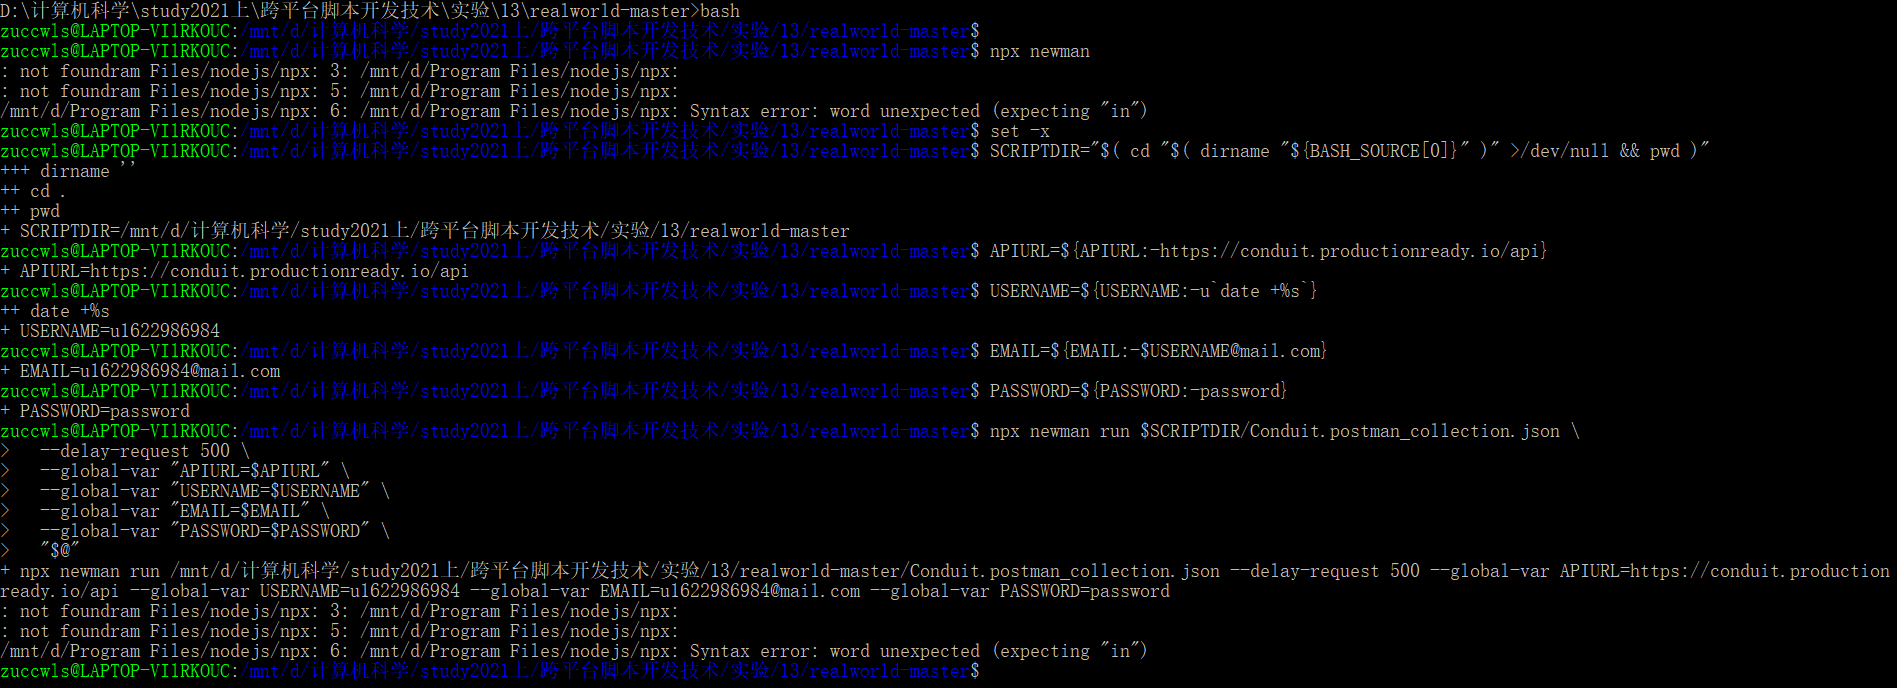 D:\计算机科学\study2021上\跨平台脚本开发技术\实验\13\realworld-master>bash
zuccwls@LAPTOP-VI1RKOUC:/mnt/d/计算机科学/study2021上/跨平台脚本开发技术/实验/13/realworld-master$
zuccwls@LAPTOP-VI1RKOUC:/mnt/d/计算机科学/study2021上/跨平台脚本开发技术/实验/13/realworld-master$ npx newman
: not foundram Files/nodejs/npx: 3: /mnt/d/Program Files/nodejs/npx:
: not foundram Files/nodejs/npx: 5: /mnt/d/Program Files/nodejs/npx:
/mnt/d/Program Files/nodejs/npx: 6: /mnt/d/Program Files/nodejs/npx: Syntax error: word unexpected (expecting "in")
zuccwls@LAPTOP-VI1RKOUC:/mnt/d/计算机科学/study2021上/跨平台脚本开发技术/实验/13/realworld-master$ set -x
zuccwls@LAPTOP-VI1RKOUC:/mnt/d/计算机科学/study2021上/跨平台脚本开发技术/实验/13/realworld-master$ SCRIPTDIR="$( cd "$( dirname "${BASH_SOURCE[0]}" )" >/dev/null && pwd )"
+++ dirname ''
++ cd .
++ pwd
+ SCRIPTDIR=/mnt/d/计算机科学/study2021上/跨平台脚本开发技术/实验/13/realworld-master
zuccwls@LAPTOP-VI1RKOUC:/mnt/d/计算机科学/study2021上/跨平台脚本开发技术/实验/13/realworld-master$ APIURL=${APIURL:-https://conduit.productionready.io/api}
+ APIURL=https://conduit.productionready.io/api
zuccwls@LAPTOP-VI1RKOUC:/mnt/d/计算机科学/study2021上/跨平台脚本开发技术/实验/13/realworld-master$ USERNAME=${USERNAME:-u`date +%s`}
++ date +%s
+ USERNAME=u1622986984
zuccwls@LAPTOP-VI1RKOUC:/mnt/d/计算机科学/study2021上/跨平台脚本开发技术/实验/13/realworld-master$ EMAIL=${EMAIL:-$USERNAME@mail.com}
+ EMAIL=u1622986984@mail.com
zuccwls@LAPTOP-VI1RKOUC:/mnt/d/计算机科学/study2021上/跨平台脚本开发技术/实验/13/realworld-master$ PASSWORD=${PASSWORD:-password}
+ PASSWORD=password
zuccwls@LAPTOP-VI1RKOUC:/mnt/d/计算机科学/study2021上/跨平台脚本开发技术/实验/13/realworld-master$ npx newman run $SCRIPTDIR/Conduit.postman_collection.json \
>   --delay-request 500 \
>   --global-var "APIURL=$APIURL" \
>   --global-var "USERNAME=$USERNAME" \
>   --global-var "EMAIL=$EMAIL" \
>   --global-var "PASSWORD=$PASSWORD" \
>   "$@"
+ npx newman run /mnt/d/计算机科学/study2021上/跨平台脚本开发技术/实验/13/realworld-master/Conduit.postman_collection.json --delay-request 500 --global-var APIURL=https://conduit.production
ready.io/api --global-var USERNAME=u1622986984 --global-var EMAIL=u1622986984@mail.com --global-var PASSWORD=password
: not foundram Files/nodejs/npx: 3: /mnt/d/Program Files/nodejs/npx:
: not foundram Files/nodejs/npx: 5: /mnt/d/Program Files/nodejs/npx:
/mnt/d/Program Files/nodejs/npx: 6: /mnt/d/Program Files/nodejs/npx: Syntax error: word unexpected (expecting "in")
zuccwls@LAPTOP-VI1RKOUC:/mnt/d/计算机科学/study2021上/跨平台脚本开发技术/实验/13/realworld-master$